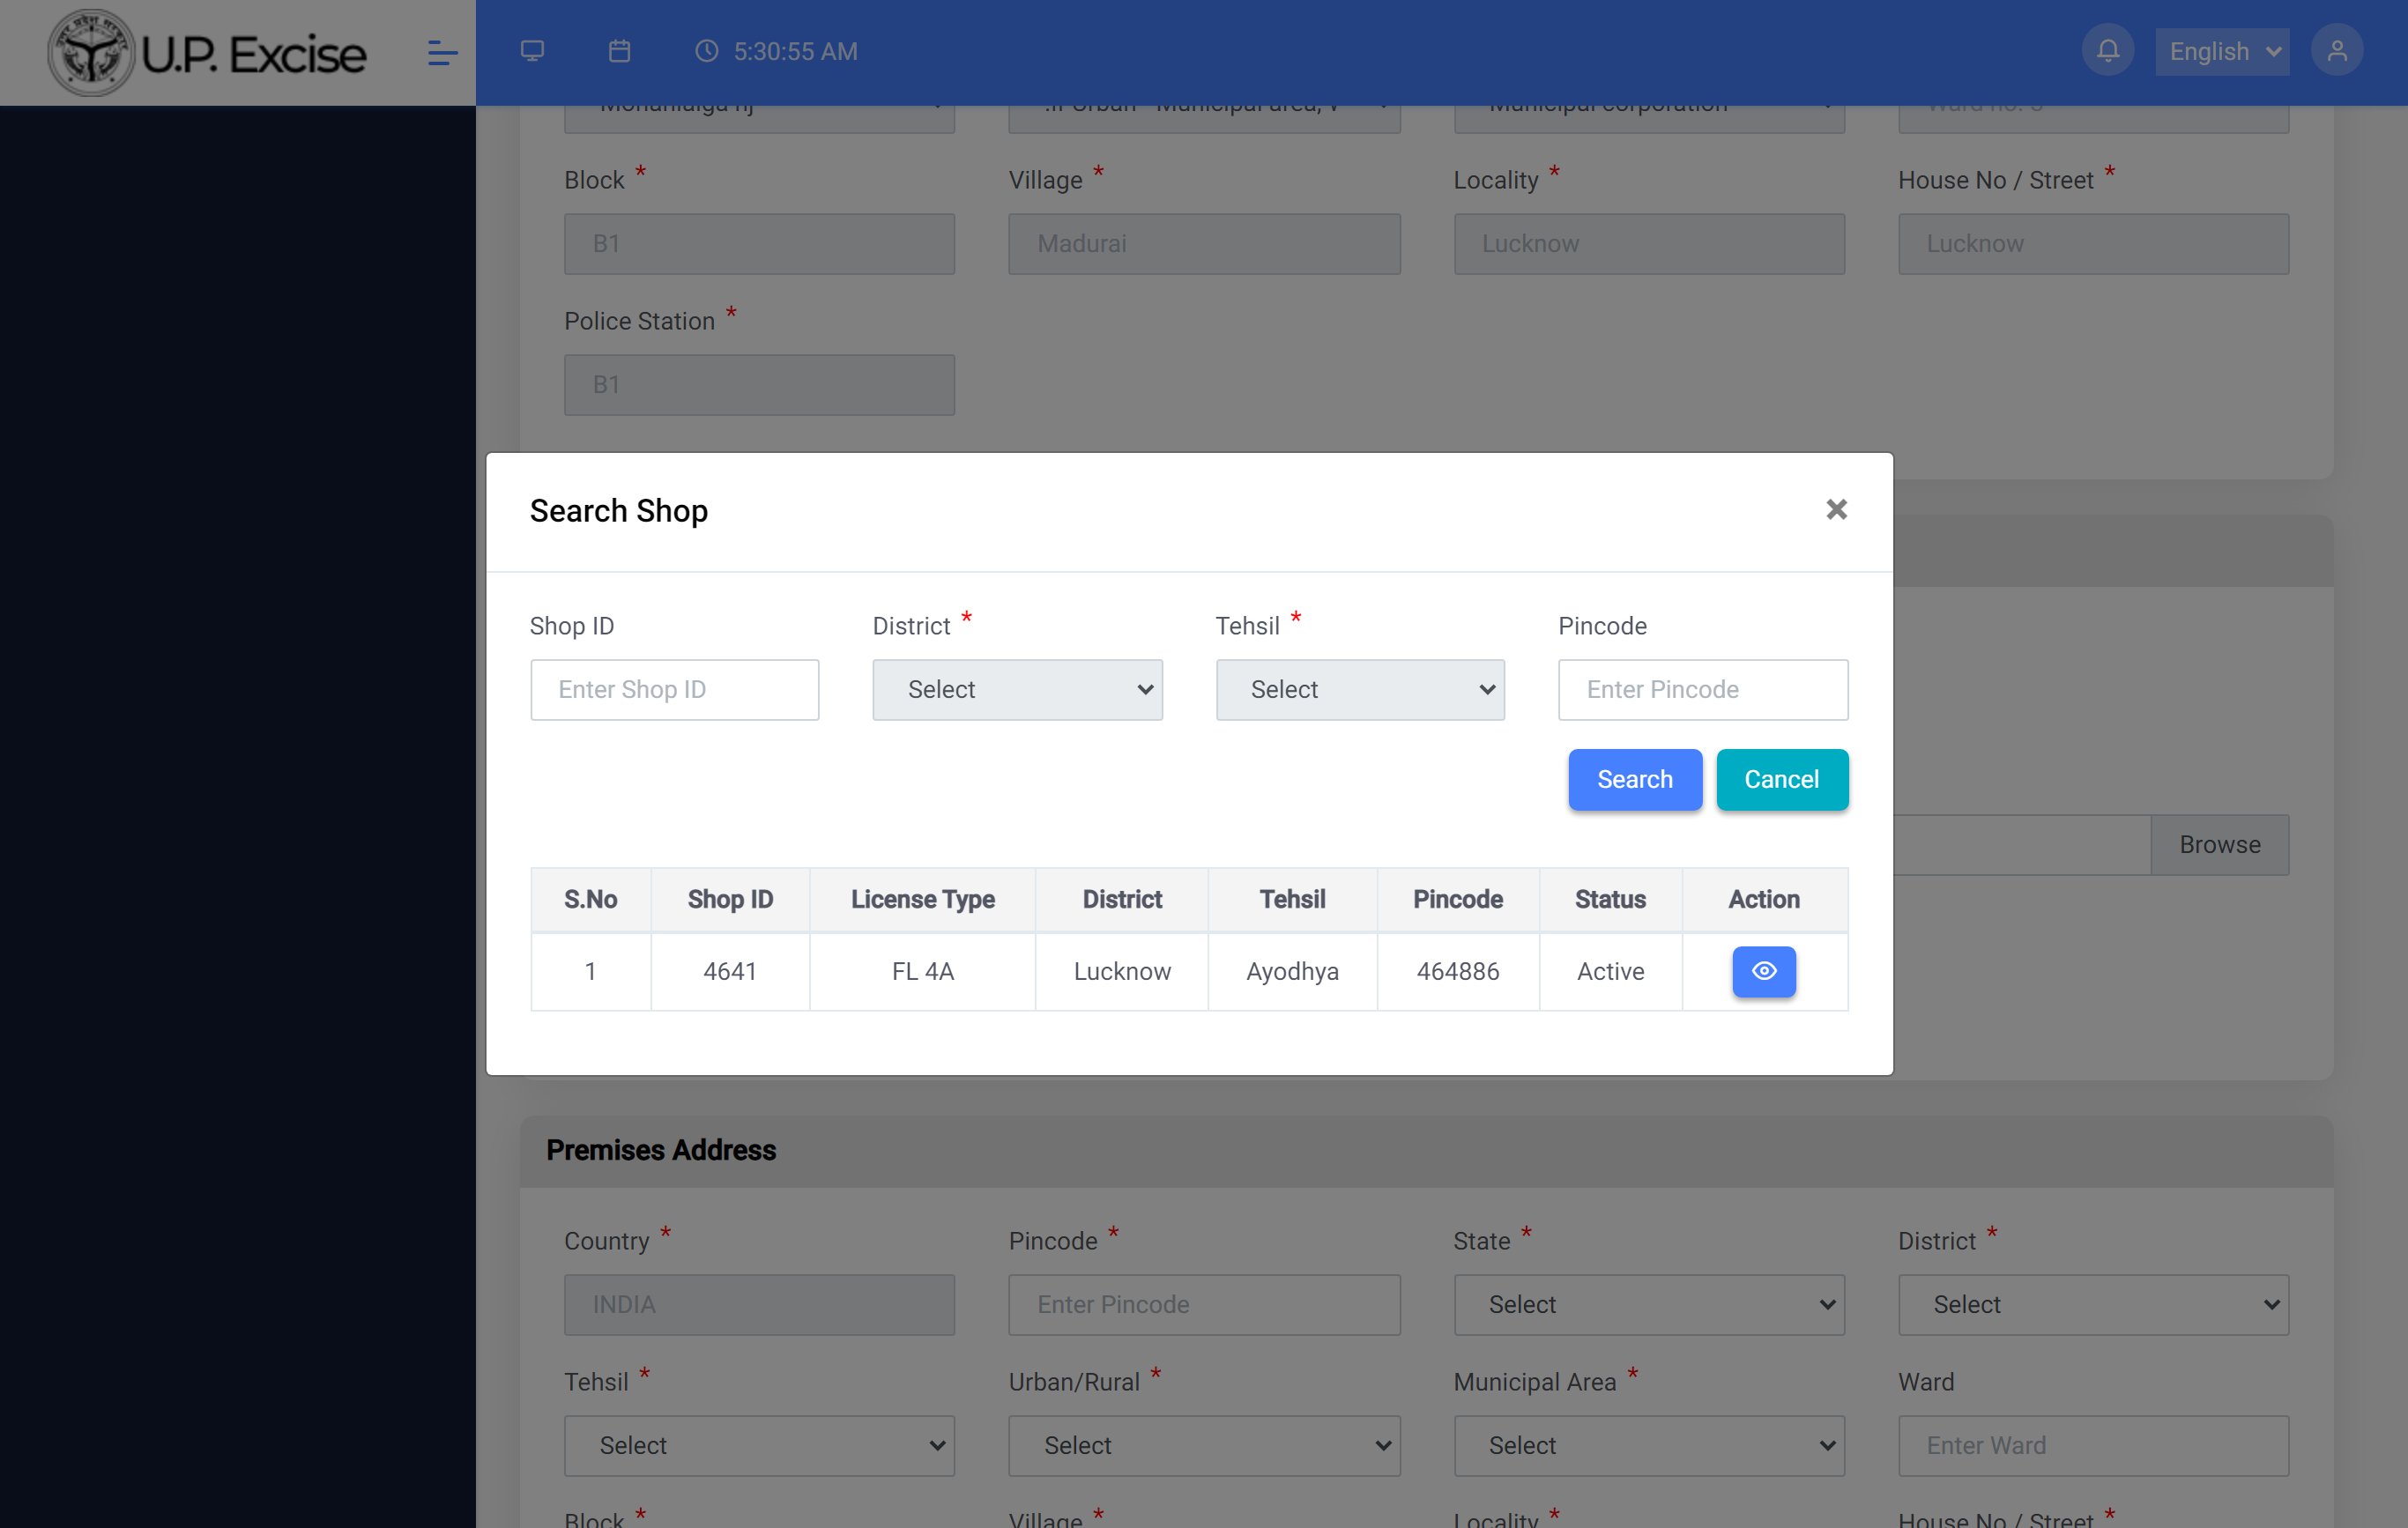 U.P. Excise
5:30:55 AM
English
Municipal corporation
Block *
Village *
Locality *
House No / Street *
B1
Madurai
Lucknow
Lucknow
Police Station *
B1
Search Shop
Shop ID
District *
Tehsil *
Pincode
Enter Shop ID
Select
Select
Enter Pincode
Search
Cancel
Browse
S.No Shop ID License Type District Tehsil Pincode Status Action
1 4641 FL 4A Lucknow Ayodhya 464886 Active
Premises Address
Country *
Pincode *
State *
District *
INDIA
Enter Pincode
Select
Select
Tehsil *
Urban/Rural *
Municipal Area *
Ward
Select
Select
Select
Enter Ward
Block *
Village *
Locality *
House No / Street *